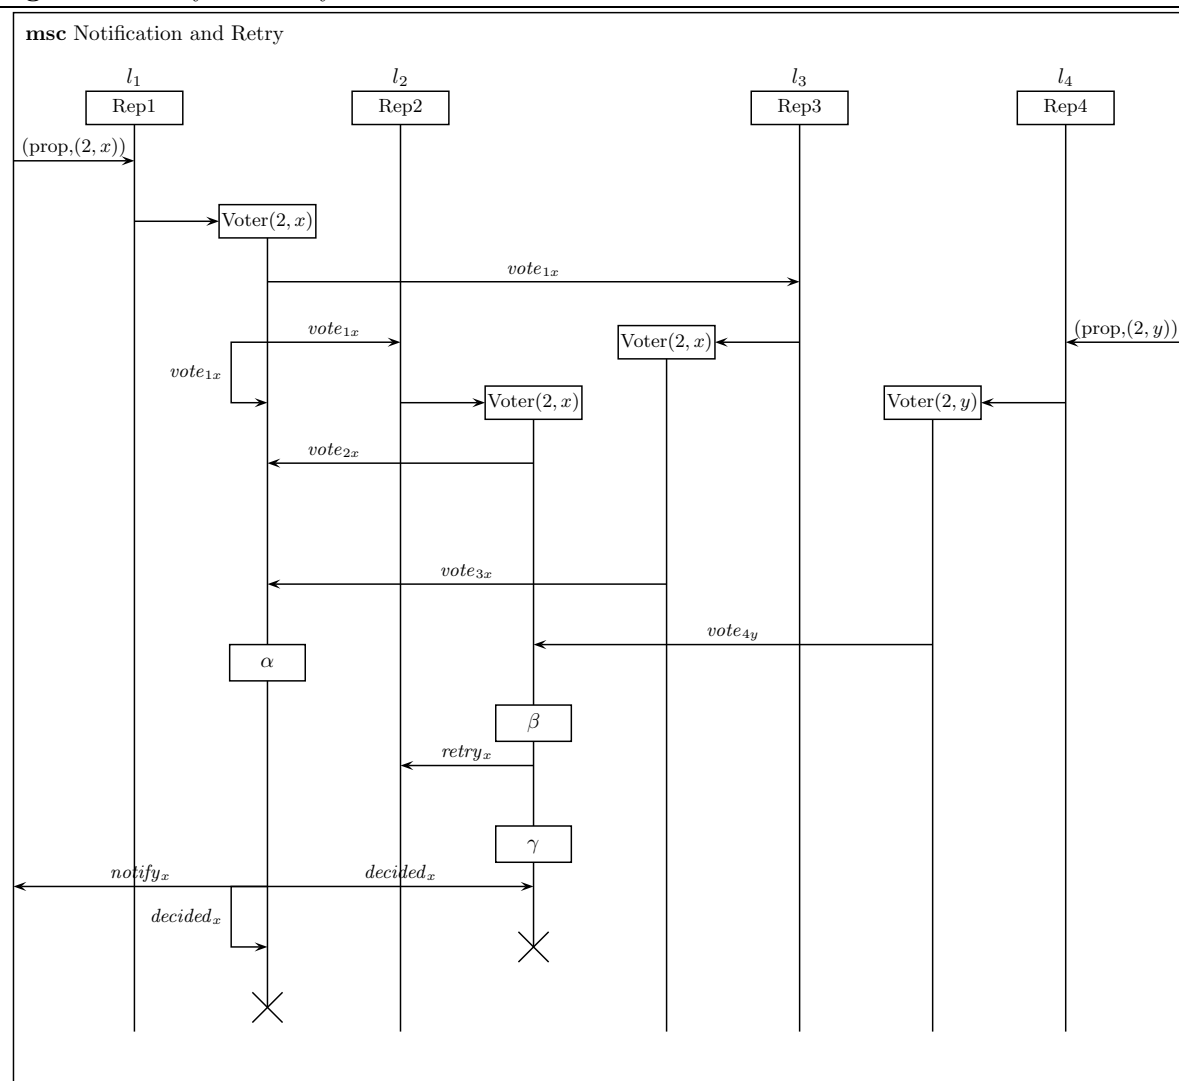 msc Notification and Retry
l₁ l₂ l₃ l₄
Rep1 Rep2 Rep3 Rep4
(prop,(2, x))
Voter(2, x)
vote₁ₓ
vote₁ₓ
Voter(2, x)
(prop,(2, y))
vote₁ₓ
Voter(2, x)
Voter(2, y)
vote₂ₓ
vote₃ₓ
vote₄ᵧ
α
β
retryₓ
γ
notifyₓ decidedₓ
decidedₓ